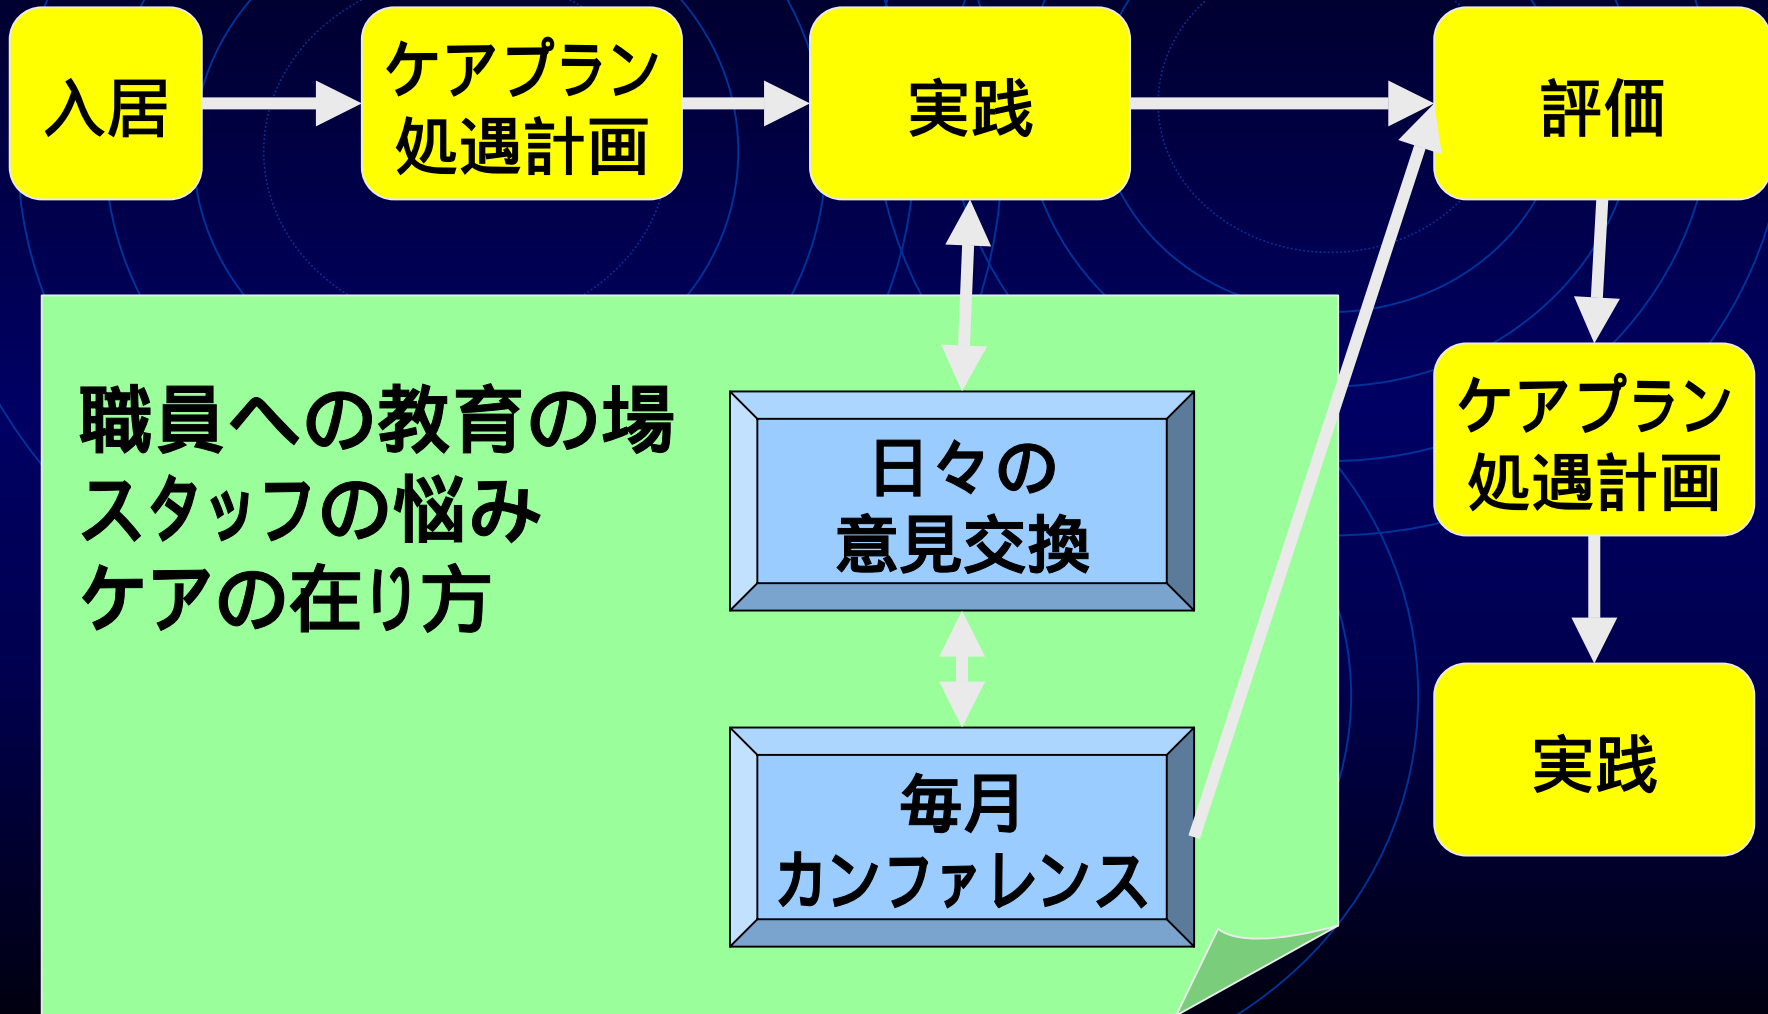 入居
ケアプラン
処遇計画
実践
評価
職員への教育の場
スタッフの悩み
ケアの在り方
日々の
意見交換
毎月
カンファレンス
ケアプラン
処遇計画
実践